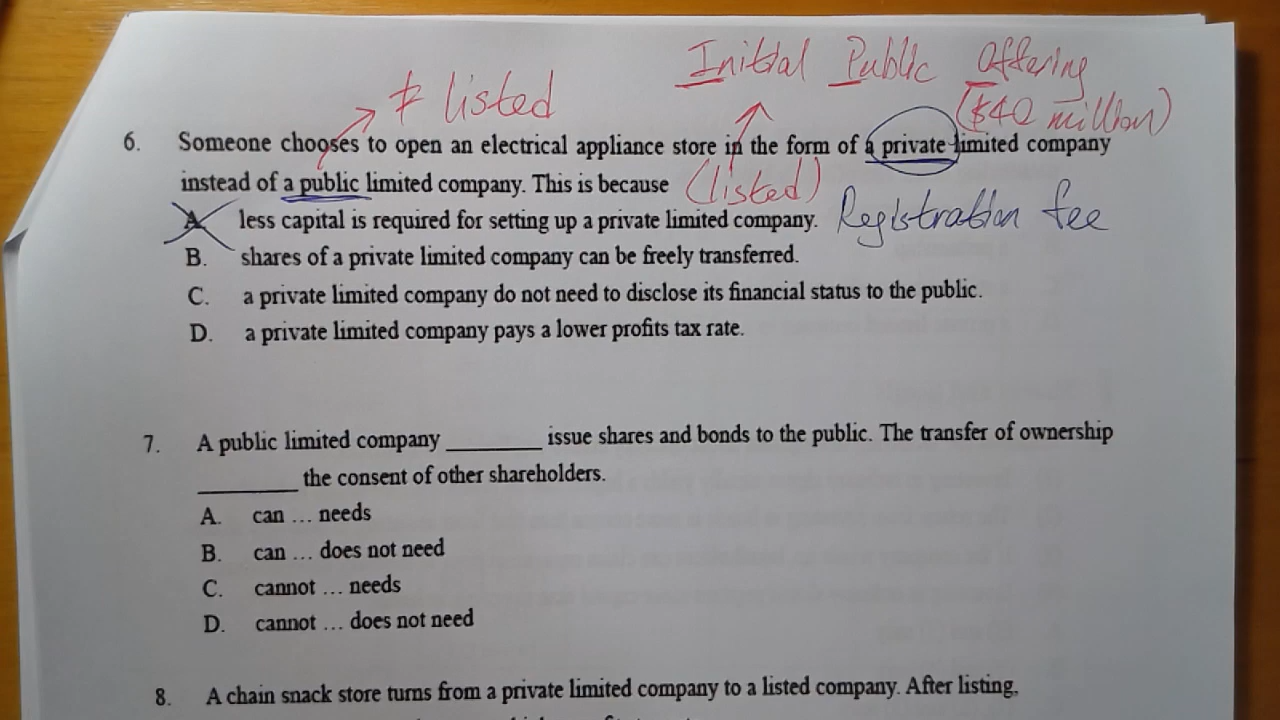 Initial Public Offering
≠ listed
($40 million)
6. Someone chooses to open an electrical appliance store in the form of a private limited company
instead of a public limited company. This is because (listed)
A. less capital is required for setting up a private limited company. Registration fee
B. shares of a private limited company can be freely transferred.
C. a private limited company do not need to disclose its financial status to the public.
D. a private limited company pays a lower profits tax rate.
7. A public limited company ________ issue shares and bonds to the public. The transfer of ownership
________ the consent of other shareholders.
A. can … needs
B. can … does not need
C. cannot … needs
D. cannot … does not need
8. A chain snack store turns from a private limited company to a listed company. After listing,